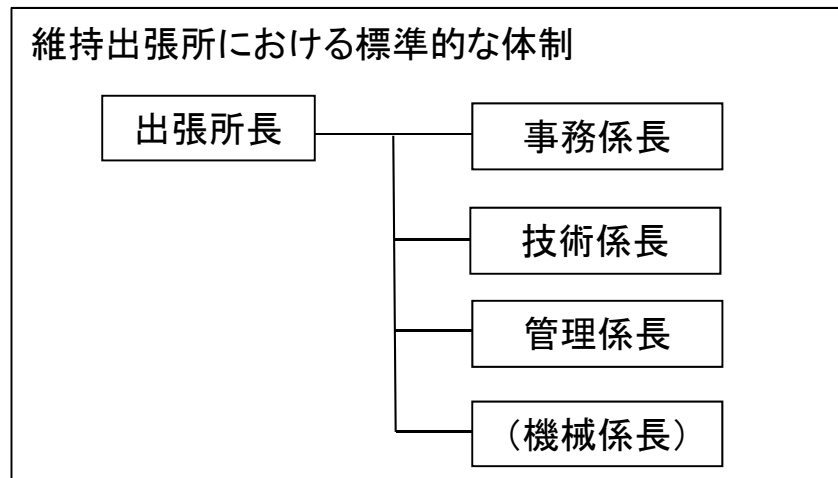 維持出張所における標準的な体制
出張所長
事務係長
技術係長
管理係長
(機械係長)